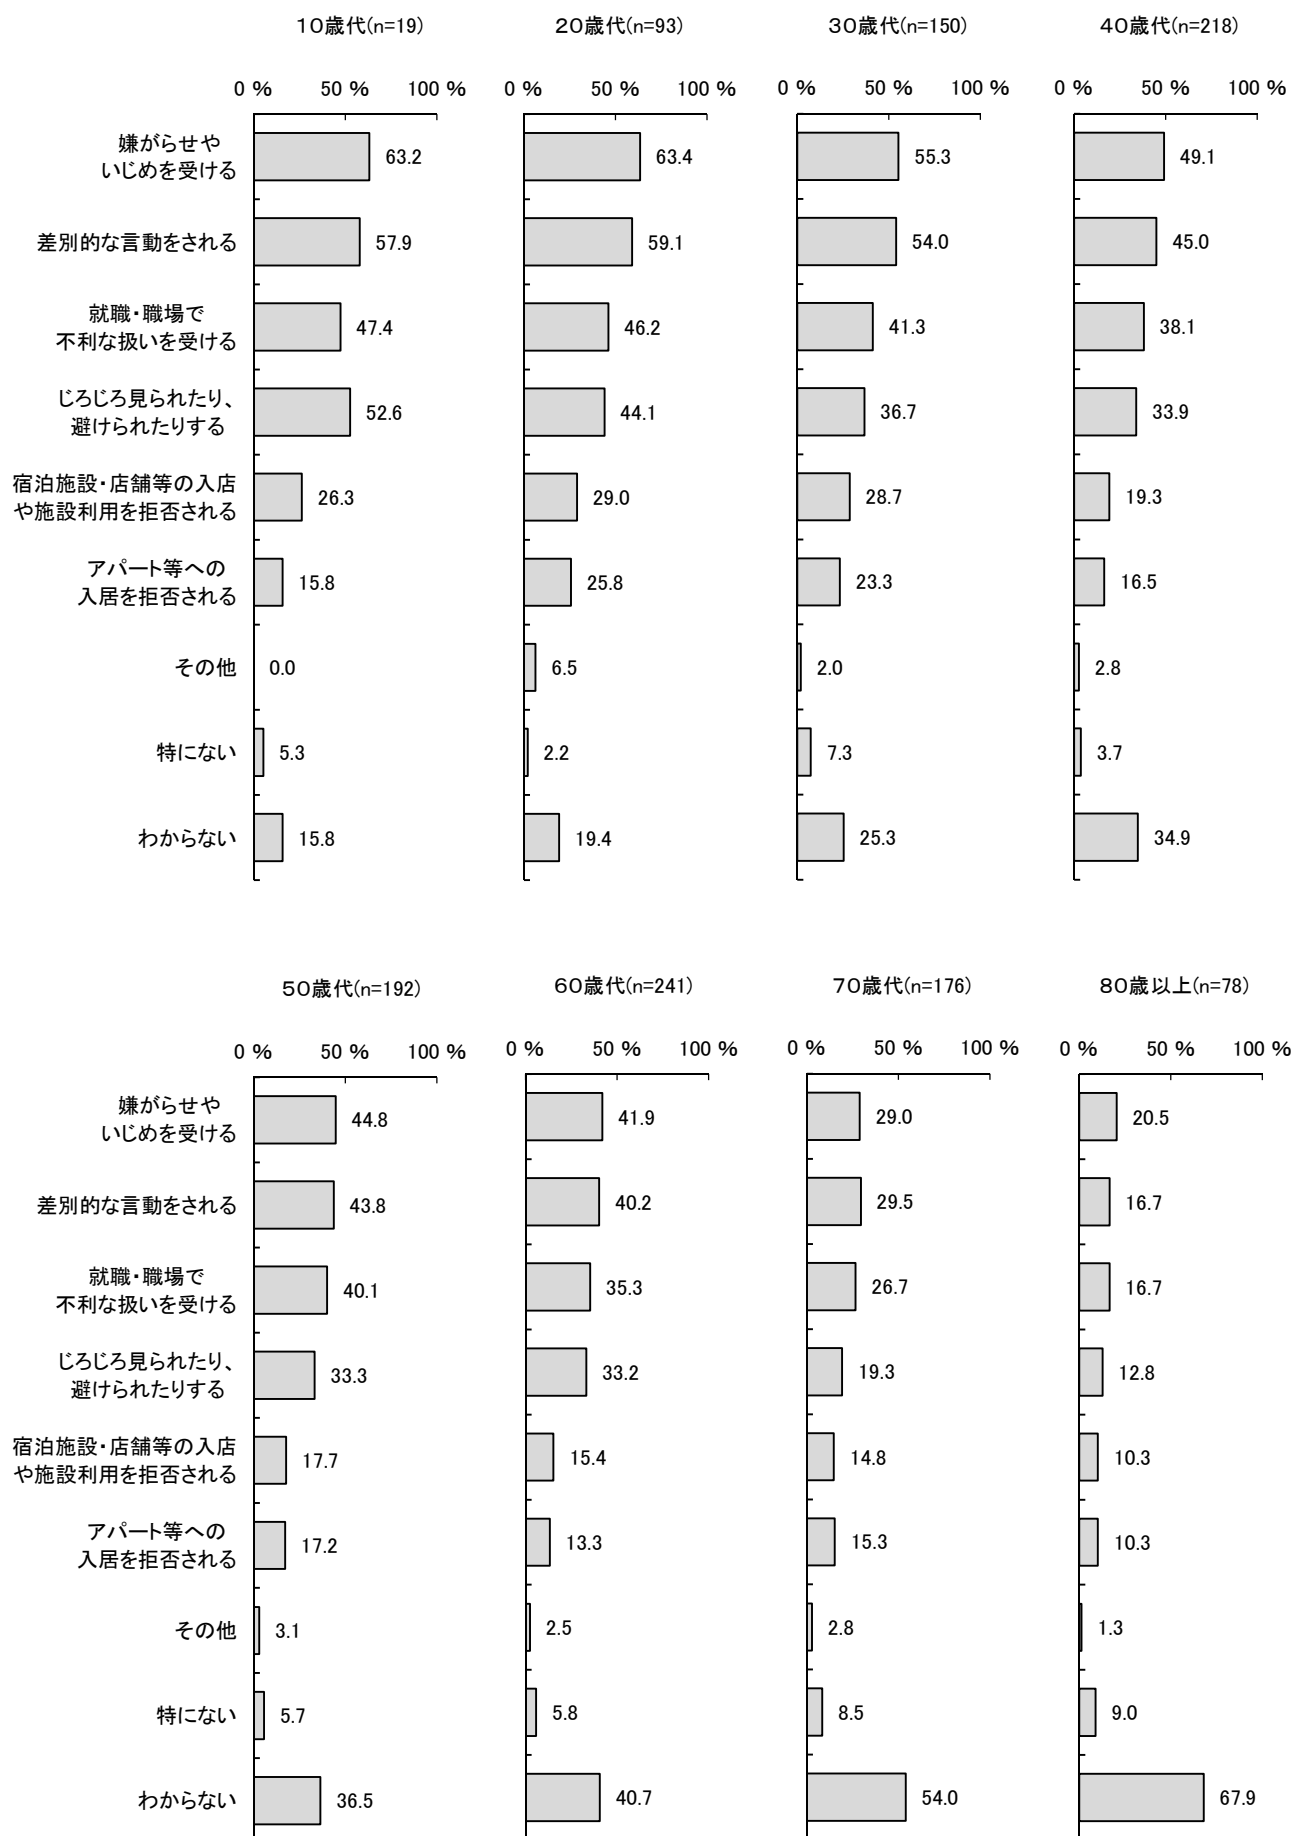 10歳代(n=19)
20歳代(n=93)
30歳代(n=150)
40歳代(n=218)
0 % 50 % 100 %
0 % 50 % 100 %
0 % 50 % 100 %
0 % 50 % 100 %
嫌がらせや
いじめを受ける
63.2 63.4 55.3 49.1
差別的な言動をされる
57.9 59.1 54.0 45.0
就職・職場で
不利な扱いを受ける
47.4 46.2 41.3 38.1
じろじろ見られたり、
避けられたりする
52.6 44.1 36.7 33.9
宿泊施設・店舗等の入店
や施設利用を拒否される
26.3 29.0 28.7 19.3
アパート等への
入居を拒否される
15.8 25.8 23.3 16.5
その他
0.0 6.5 2.0 2.8
特にない
5.3 2.2 7.3 3.7
わからない
15.8 19.4 25.3 34.9
50歳代(n=192)
60歳代(n=241)
70歳代(n=176)
80歳以上(n=78)
0 % 50 % 100 %
0 % 50 % 100 %
0 % 50 % 100 %
0 % 50 % 100 %
嫌がらせや
いじめを受ける
44.8 41.9 29.0 20.5
差別的な言動をされる
43.8 40.2 29.5 16.7
就職・職場で
不利な扱いを受ける
40.1 35.3 26.7 16.7
じろじろ見られたり、
避けられたりする
33.3 33.2 19.3 12.8
宿泊施設・店舗等の入店
や施設利用を拒否される
17.7 15.4 14.8 10.3
アパート等への
入居を拒否される
17.2 13.3 15.3 10.3
その他
3.1 2.5 2.8 1.3
特にない
5.7 5.8 8.5 9.0
わからない
36.5 40.7 54.0 67.9